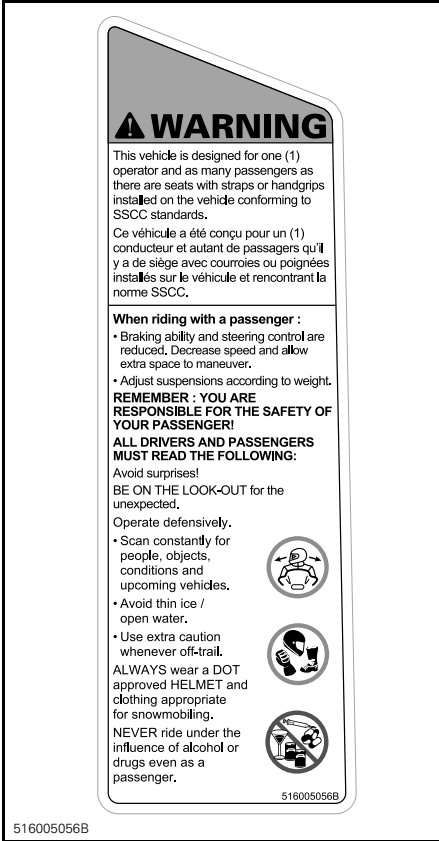 WARNING
This vehicle is designed for one (1)
operator and as many passengers as
there are seats with straps or handgrips
installed on the vehicle conforming to
SSCC standards.
Ce véhicule a été conçu pour un (1)
conducteur et autant de passagers qu'il
y a de siège avec courroies ou poignées
installés sur le véhicule et rencontrant la
norme SSCC.
When riding with a passenger :
• Braking ability and steering control are
reduced. Decrease speed and allow
extra space to maneuver.
• Adjust suspensions according to weight.
REMEMBER : YOU ARE
RESPONSIBLE FOR THE SAFETY OF
YOUR PASSENGER!
ALL DRIVERS AND PASSENGERS
MUST READ THE FOLLOWING:
Avoid surprises!
BE ON THE LOOK-OUT for the
unexpected.
Operate defensively.
• Scan constantly for
people, objects,
conditions and
upcoming vehicles.
• Avoid thin ice /
open water.
• Use extra caution
whenever off-trail.
ALWAYS wear a DOT
approved HELMET and
clothing appropriate
for snowmobiling.
NEVER ride under the
influence of alcohol or
drugs even as a
passenger.
516005056B
516005056B